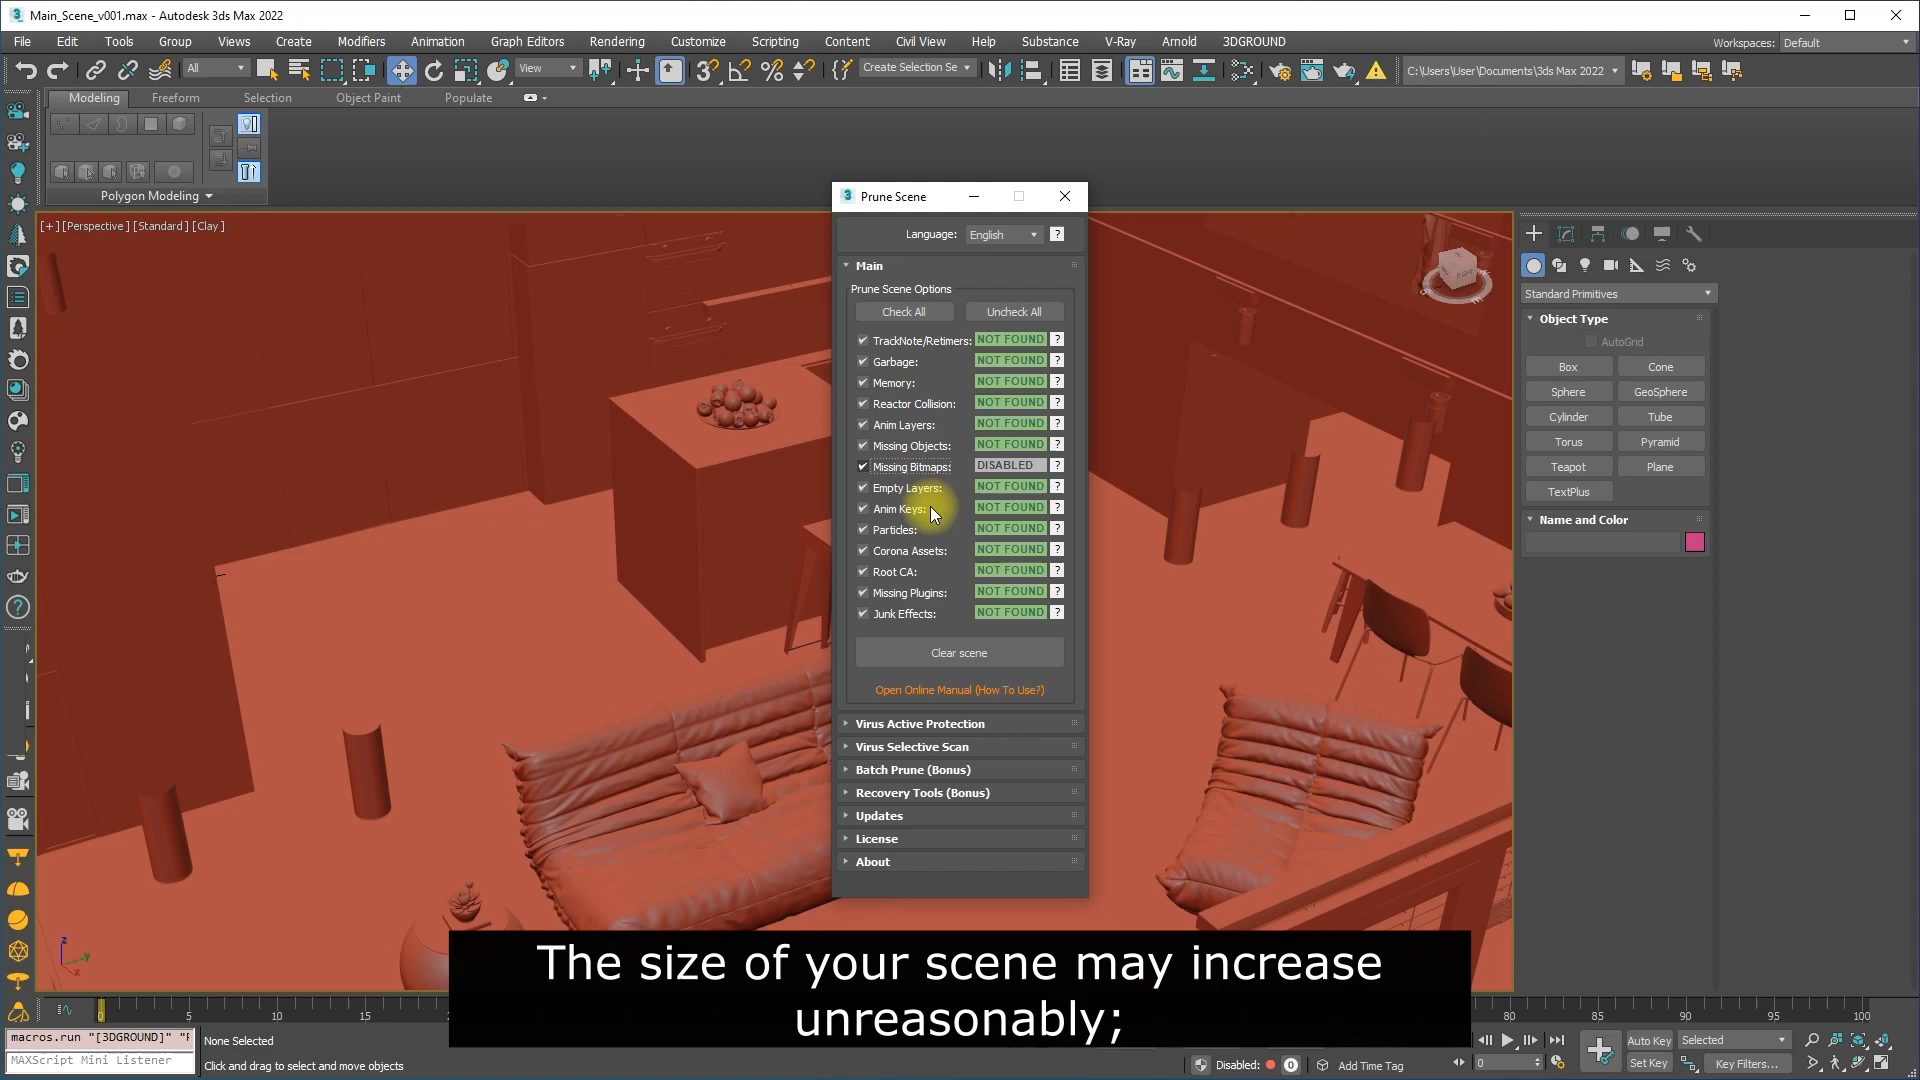 Main_Scene_v001.max - Autodesk 3ds Max 2022
File Edit Tools Group Views Create Modifiers Animation Graph Editors Rendering Customize Scripting Content Civil View Help Substance V-Ray Arnold 3DGROUND
Workspaces: Default
All View Create Selection Se C:\Users\User\Documents\3ds Max 2022
Modeling Freeform Selection Object Paint Populate
Polygon Modeling
[+] [Perspective ] [Standard ] [Clay ]
Prune Scene
Language: English ?
Main
Prune Scene Options
Check All Uncheck All
TrackNote/Retimers: NOT FOUND ?
Garbage: NOT FOUND ?
Memory: NOT FOUND ?
Reactor Collision: NOT FOUND ?
Anim Layers: NOT FOUND ?
Missing Objects: NOT FOUND ?
Missing Bitmaps: DISABLED ?
Empty Layers: NOT FOUND ?
Anim Keys: NOT FOUND ?
Particles: NOT FOUND ?
Corona Assets: NOT FOUND ?
Root CA: NOT FOUND ?
Missing Plugins: NOT FOUND ?
Junk Effects: NOT FOUND ?
Clear scene
Open Online Manual (How To Use?)
Virus Active Protection
Virus Selective Scan
Batch Prune (Bonus)
Recovery Tools (Bonus)
Updates
License
About
Standard Primitives
Object Type
AutoGrid
Box Cone
Sphere GeoSphere
Cylinder Tube
Torus Pyramid
Teapot Plane
TextPlus
Name and Color
z
y
x
The size of your scene may increase
unreasonably;
0 5 10 15 80 85 90 95 100
macros.run "[3DGROUND]"
MAXScript Mini Listener
None Selected
Click and drag to select and move objects
Disabled: 0 Add Time Tag
0
Auto Key Selected
Set Key Key Filters...